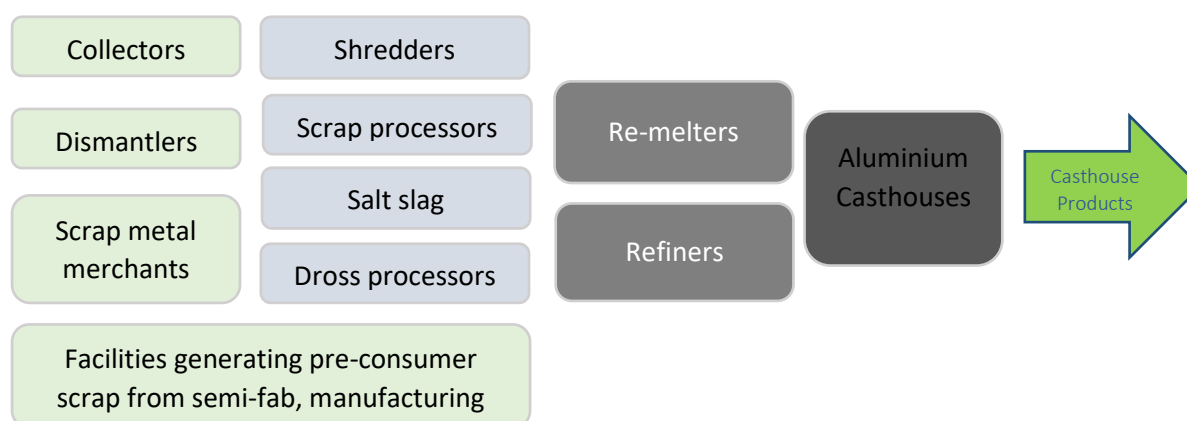 Collectors
Dismantlers
Scrap metal
merchants
Shredders
Scrap processors
Salt slag
Dross processors
Facilities generating pre-consumer
scrap from semi-fab, manufacturing
Re-melters
Refiners
Aluminium
Casthouses
Casthouse
Products